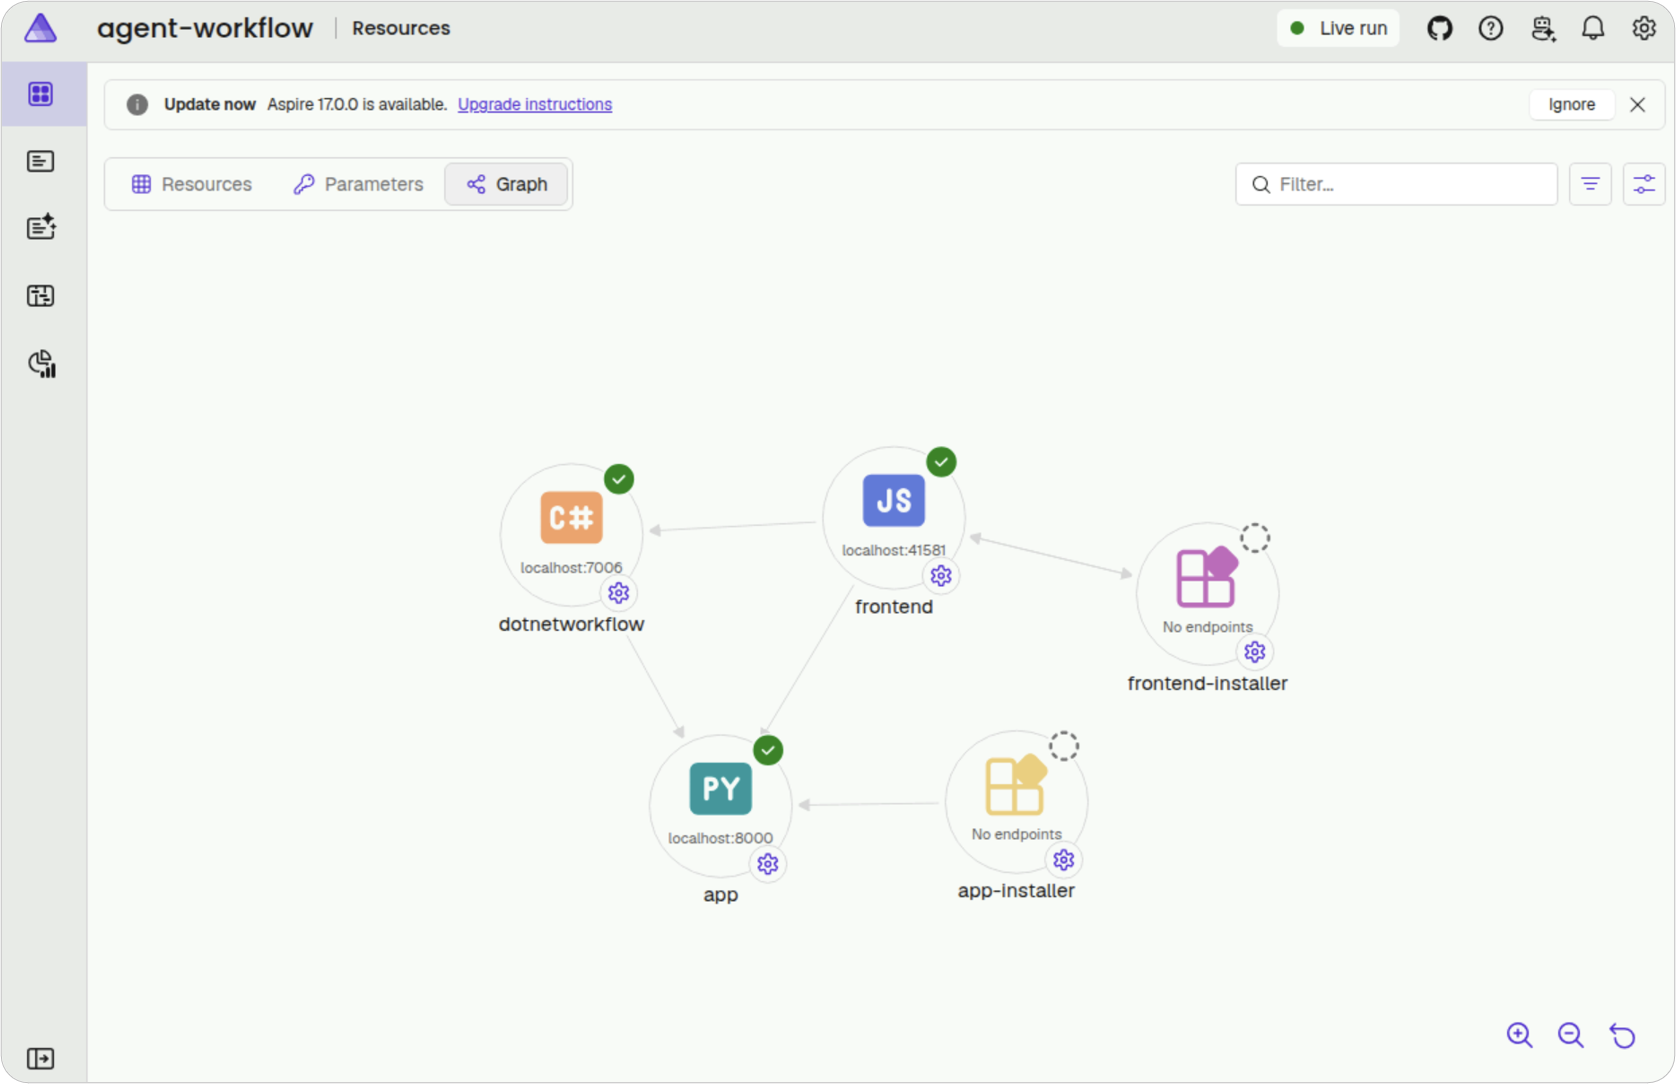 agent-workflow
Resources
Live run
Update now Aspire 17.0.0 is available. Upgrade instructions
Ignore
Resources
Parameters
Graph
Filter...
C#
localhost:7006
dotnetworkflow
JS
localhost:41581
frontend
No endpoints
frontend-installer
PY
localhost:8000
app
No endpoints
app-installer